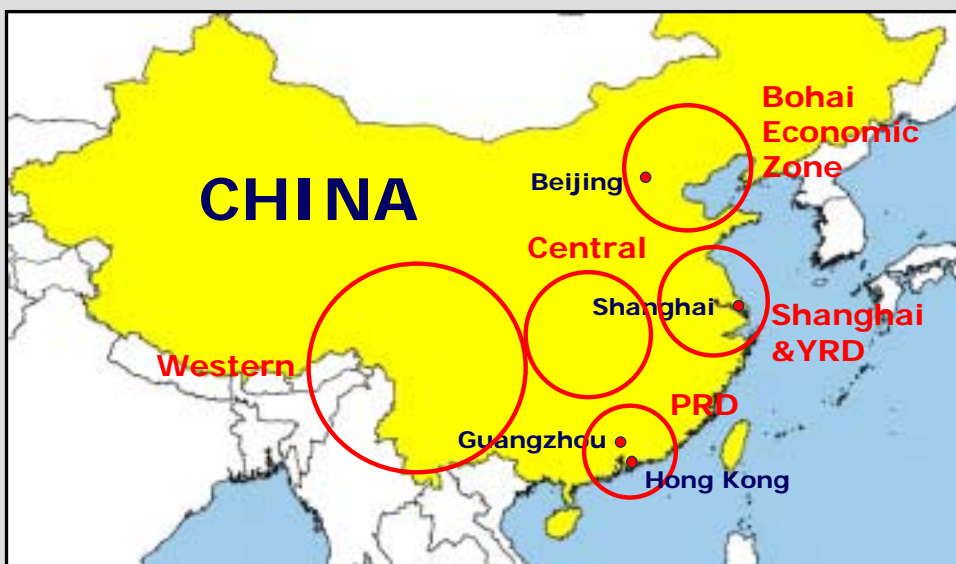 Bohai
Economic
Zone
CHINA
Beijing
Central
Shanghai
Shanghai
&YRD
Western
PRD
Guangzhou
Hong Kong